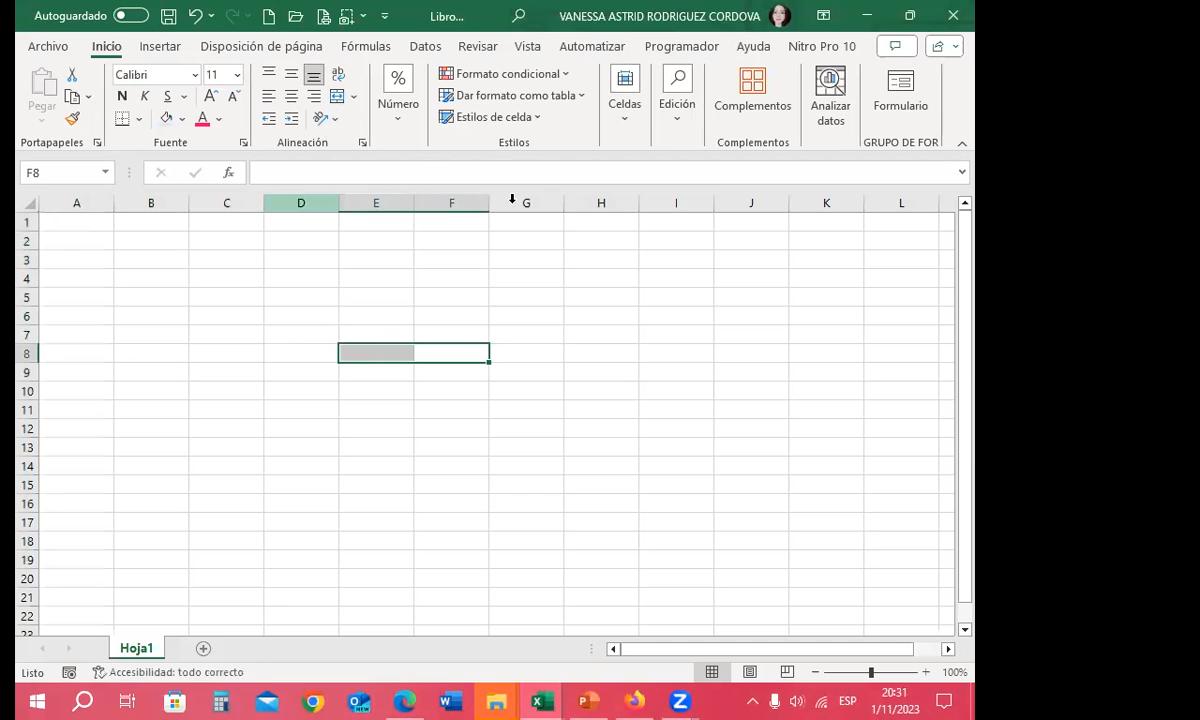 Autoguardado Libro... VANESSA ASTRID RODRIGUEZ CORDOVA
Archivo Inicio Insertar Disposición de página Fórmulas Datos Revisar Vista Automatizar Programador Ayuda Nitro Pro 10
Pegar
Calibri 11
N K S A A
A
ab
%
Número
Formato condicional
Dar formato como tabla
Estilos de celda
Celdas
Edición
Complementos
Analizar datos
Formulario
Portapapeles Fuente Alineación Estilos Complementos GRUPO DE FOR
F8 fx
A B C D E F G H I J K L
1
2
3
4
5
6
7
8
9
10
11
12
13
14
15
16
17
18
19
20
21
22
23
Hoja1
Listo Accesibilidad: todo correcto 100%
ESP
20:31
1/11/2023